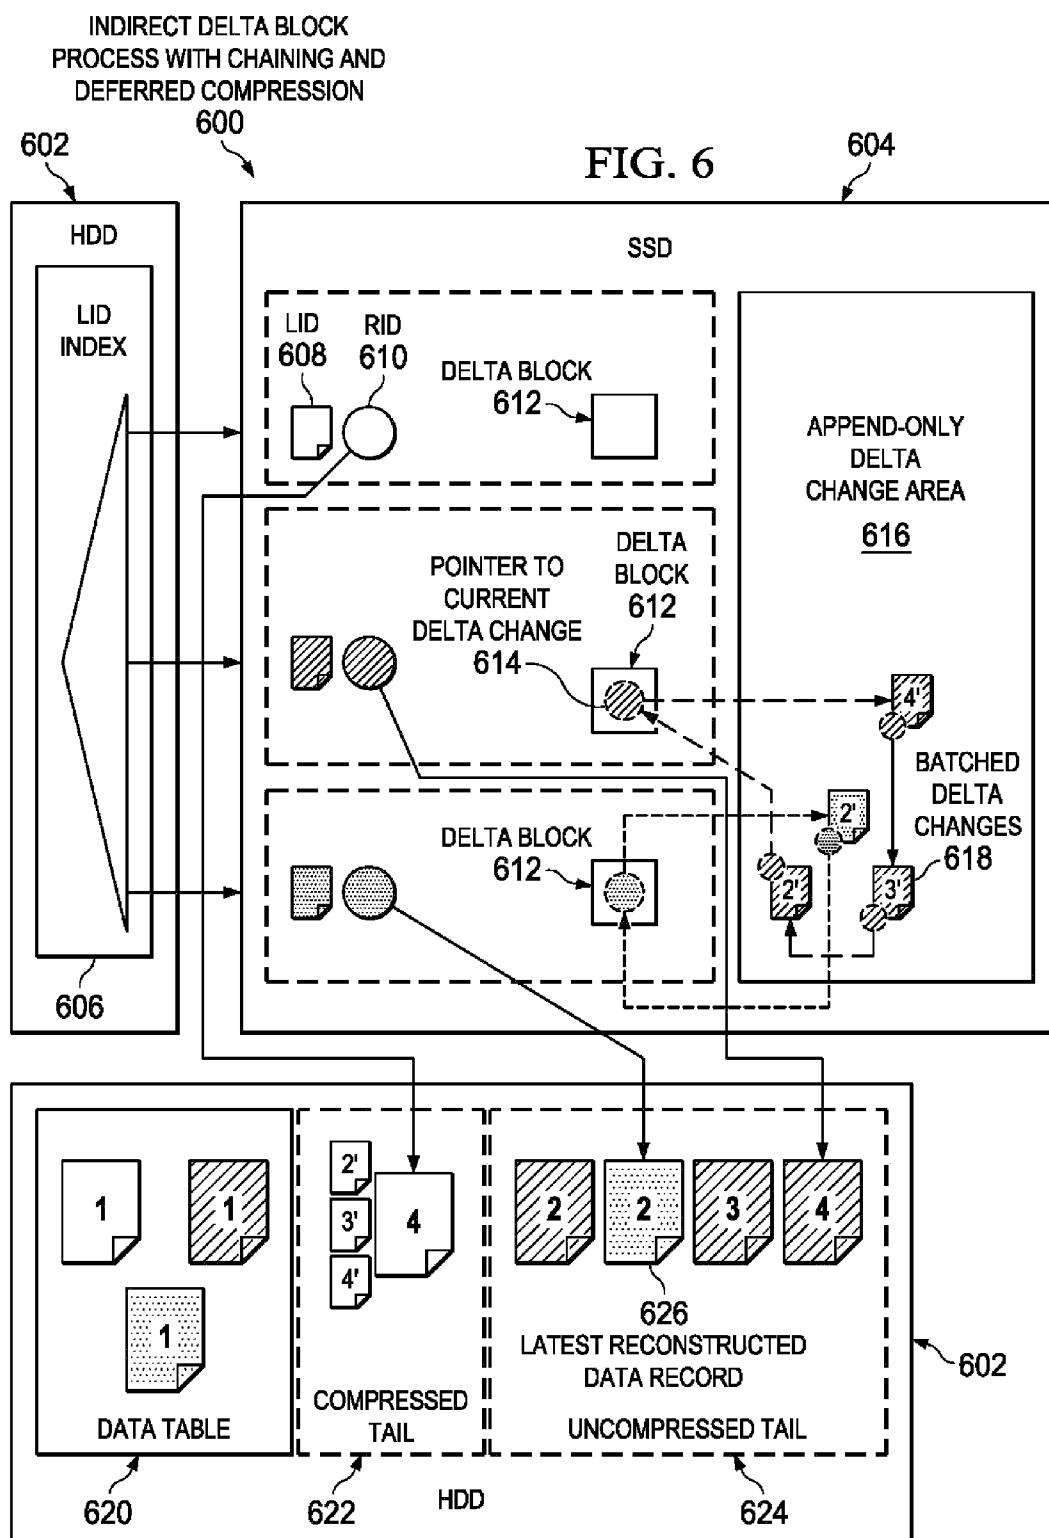 INDIRECT DELTA BLOCK
PROCESS WITH CHAINING AND
DEFERRED COMPRESSION
600
602
FIG. 6
604
HDD
SSD
LID
INDEX
LID
608
RID
610
DELTA BLOCK
612
APPEND-ONLY
DELTA
CHANGE AREA
616
POINTER TO
CURRENT
DELTA CHANGE
614
DELTA
BLOCK
612
4'
BATCHED
DELTA
CHANGES
618
2'
2'
3'
DELTA BLOCK
612
606
1
1
1
2'
3'
4'
4
2
2
3
4
626
LATEST RECONSTRUCTED
DATA RECORD
602
DATA TABLE
COMPRESSED
TAIL
UNCOMPRESSED TAIL
620
622
HDD
624